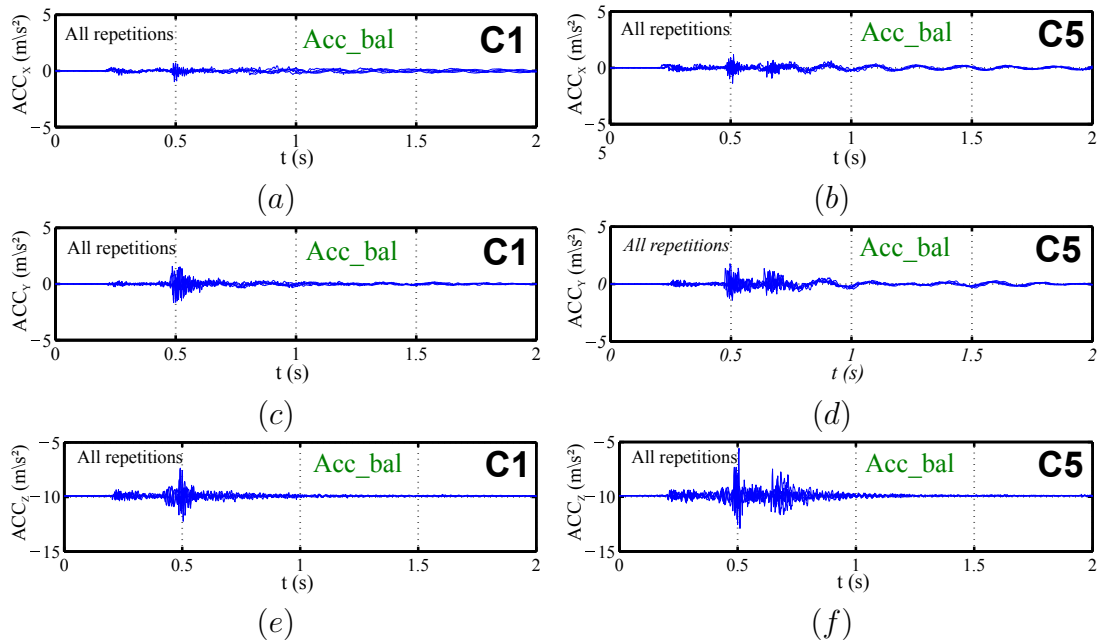 5
All repetitions
Acc_bal
C1
ACC_X (m\s²)
0
−5
0
0.5
1
1.5
2
t (s)
(a)
5
All repetitions
Acc_bal
C5
ACC_X (m\s²)
0
−5
0
0.5
1
1.5
2
5
t (s)
(b)
5
All repetitions
Acc_bal
C1
ACC_Y (m\s²)
0
−5
0
0.5
1
1.5
2
t (s)
(c)
5
All repetitions
Acc_bal
C5
ACC_Y (m\s²)
0
−5
0
0.5
1
1.5
2
t (s)
(d)
−5
All repetitions
Acc_bal
C1
ACC_Z (m\s²)
−10
−15
0
0.5
1
1.5
2
t (s)
(e)
−5
All repetitions
Acc_bal
C5
ACC_Z (m\s²)
−10
−15
0
0.5
1
1.5
2
t (s)
(f)